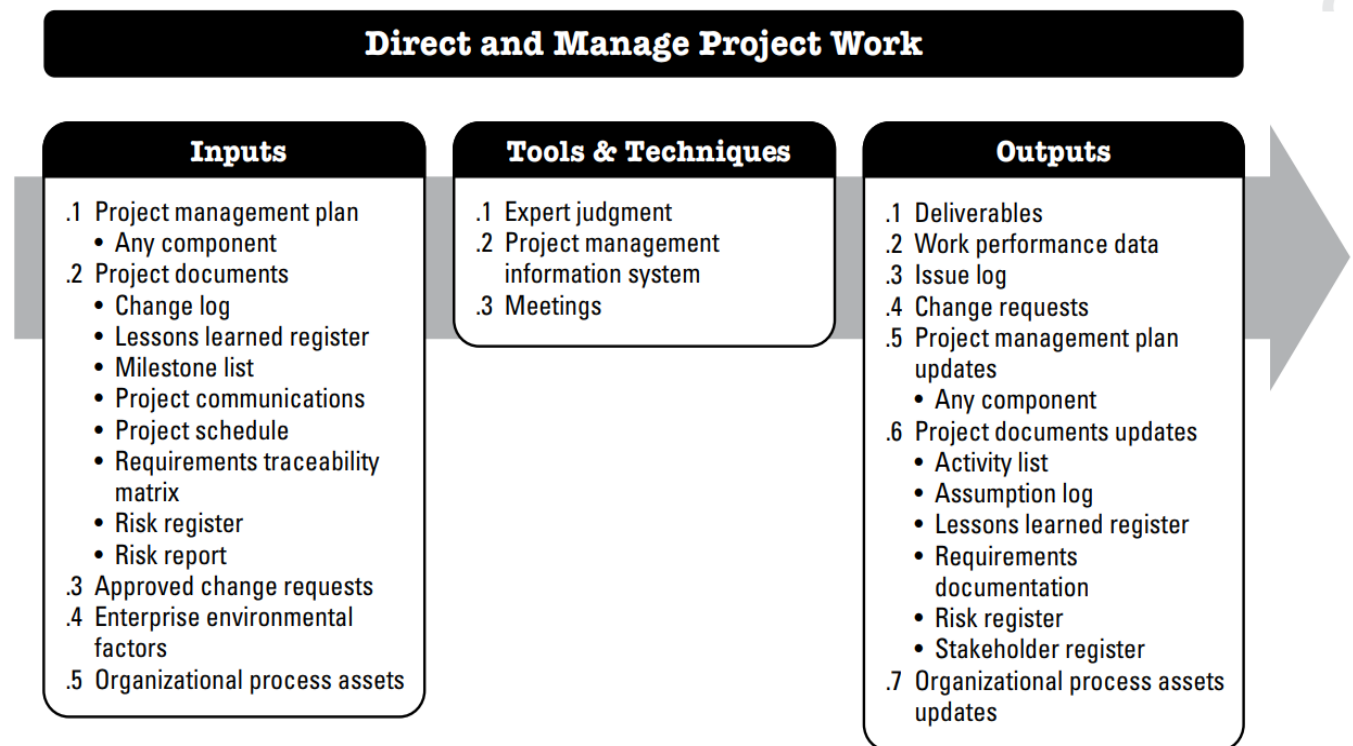 Direct and Manage Project Work
Inputs
.1 Project management plan
• Any component
.2 Project documents
• Change log
• Lessons learned register
• Milestone list
• Project communications
• Project schedule
• Requirements traceability
matrix
• Risk register
• Risk report
.3 Approved change requests
.4 Enterprise environmental
factors
.5 Organizational process assets
Tools & Techniques
.1 Expert judgment
.2 Project management
information system
.3 Meetings
Outputs
.1 Deliverables
.2 Work performance data
.3 Issue log
.4 Change requests
.5 Project management plan
updates
• Any component
.6 Project documents updates
• Activity list
• Assumption log
• Lessons learned register
• Requirements
documentation
• Risk register
• Stakeholder register
.7 Organizational process assets
updates